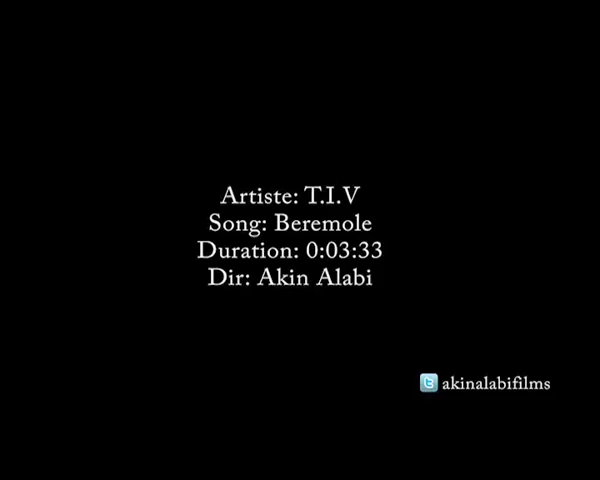 Artiste: T.I.V
Song: Beremole
Duration: 0:03:33
Dir: Akin Alabi
akinalabifilms